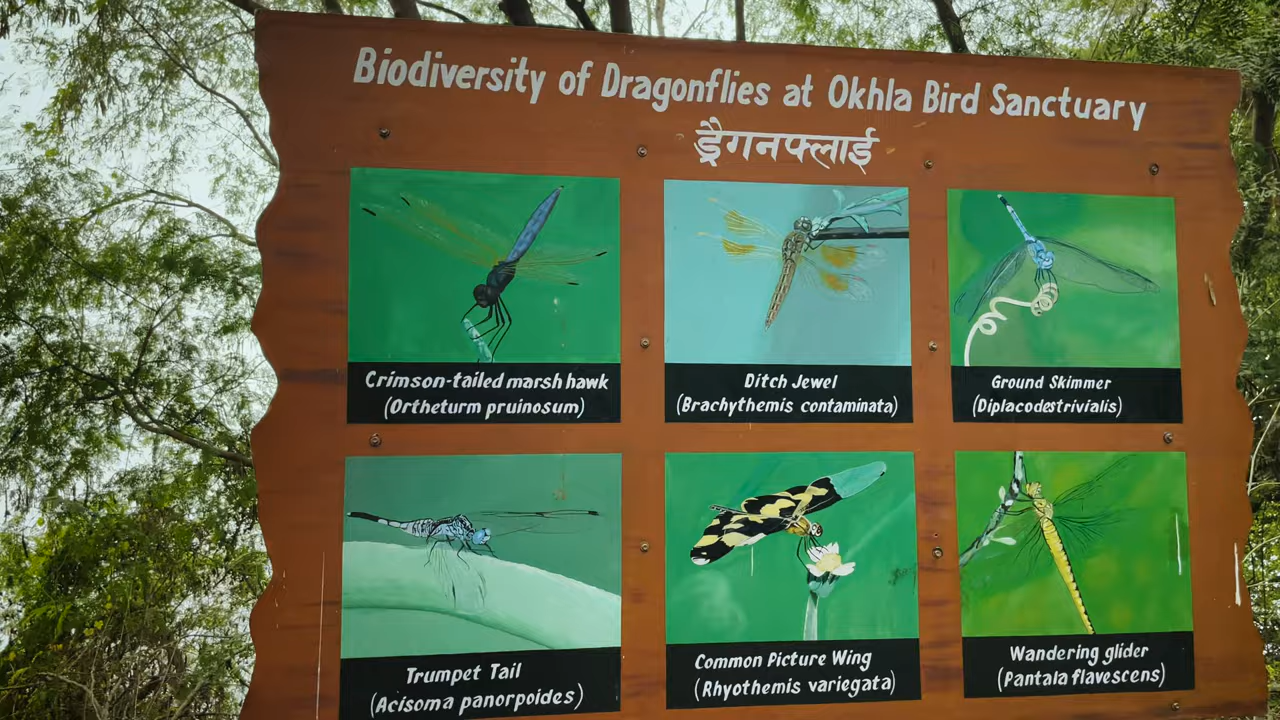 Biodiversity of Dragonflies at Okhla Bird Sanctuary
ड्रैगनफ्लाई
Crimson-tailed marsh hawk
(Ortheturm pruinosum)
Ditch Jewel
(Brachythemis contaminata)
Ground Skimmer
(Diplacodestrivialis)
Trumpet Tail
(Acisoma panorpoides)
Common Picture Wing
(Rhyothemis variegata)
Wandering glider
(Pantala flavescens)